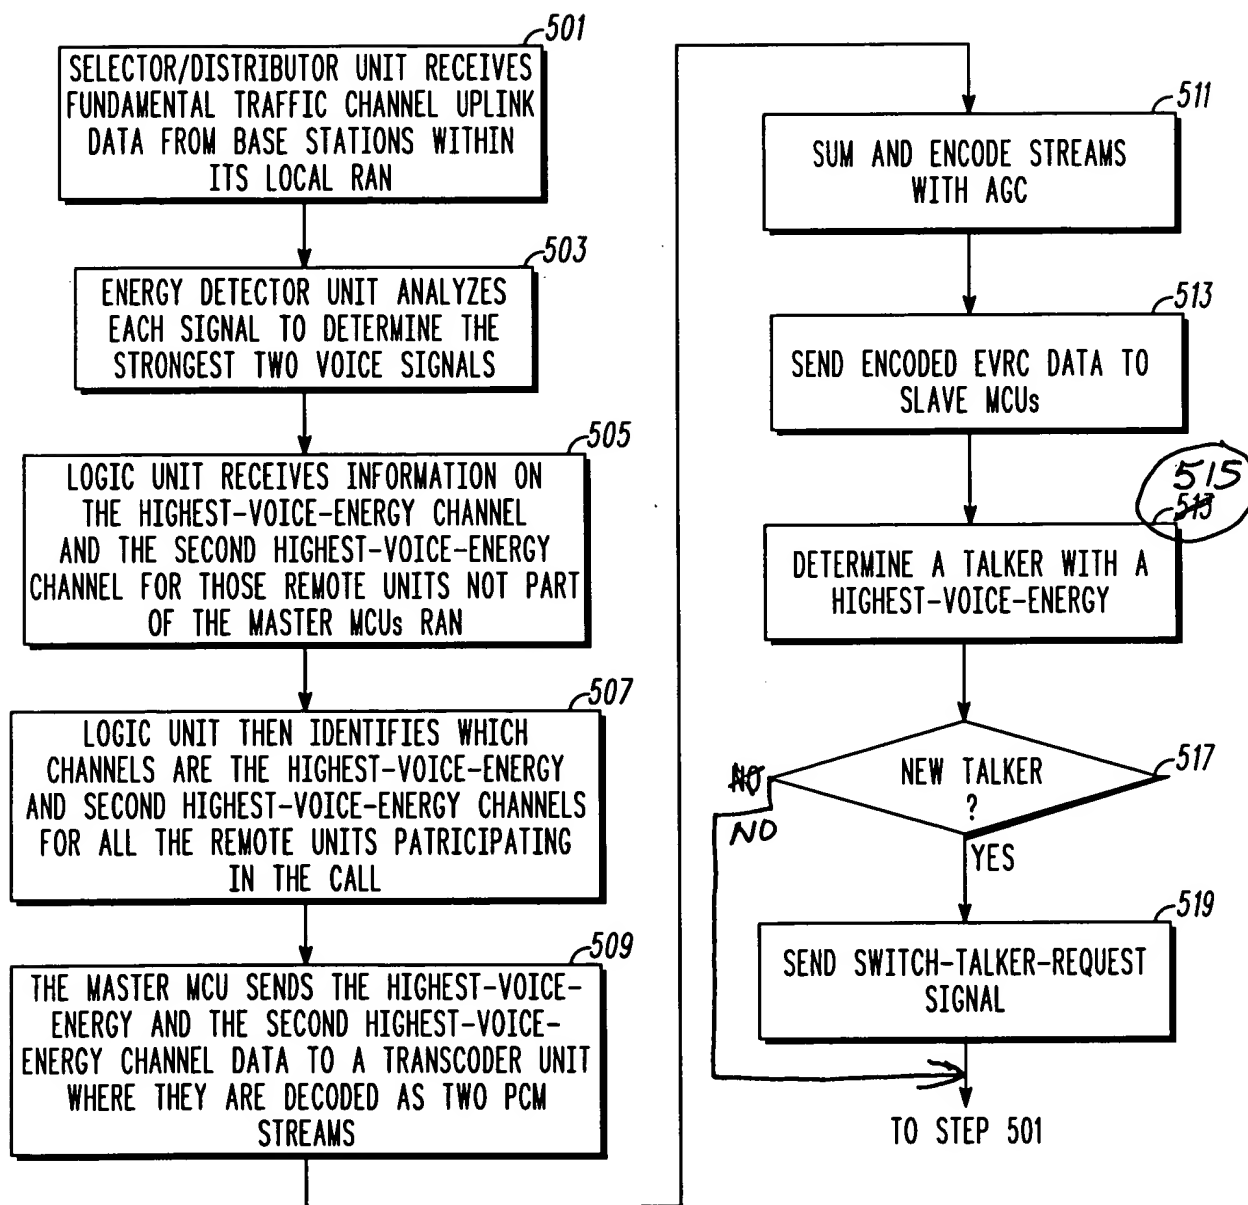 501
SELECTOR/DISTRIBUTOR UNIT RECEIVES
FUNDAMENTAL TRAFFIC CHANNEL UPLINK
DATA FROM BASE STATIONS WITHIN
ITS LOCAL RAN
503
ENERGY DETECTOR UNIT ANALYZES
EACH SIGNAL TO DETERMINE THE
STRONGEST TWO VOICE SIGNALS
505
LOGIC UNIT RECEIVES INFORMATION ON
THE HIGHEST-VOICE-ENERGY CHANNEL
AND THE SECOND HIGHEST-VOICE-ENERGY
CHANNEL FOR THOSE REMOTE UNITS NOT PART
OF THE MASTER MCUs RAN
507
LOGIC UNIT THEN IDENTIFIES WHICH
CHANNELS ARE THE HIGHEST-VOICE-ENERGY
AND SECOND HIGHEST-VOICE-ENERGY CHANNELS
FOR ALL THE REMOTE UNITS PATRICIPATING
IN THE CALL
509
THE MASTER MCU SENDS THE HIGHEST-VOICE-
ENERGY AND THE SECOND HIGHEST-VOICE-
ENERGY CHANNEL DATA TO A TRANSCODER UNIT
WHERE THEY ARE DECODED AS TWO PCM
STREAMS
511
SUM AND ENCODE STREAMS
WITH AGC
513
SEND ENCODED EVRC DATA TO
SLAVE MCUs
515
513
DETERMINE A TALKER WITH A
HIGHEST-VOICE-ENERGY
517
NEW TALKER
?
NO
NO
YES
519
SEND SWITCH-TALKER-REQUEST
SIGNAL
TO STEP 501